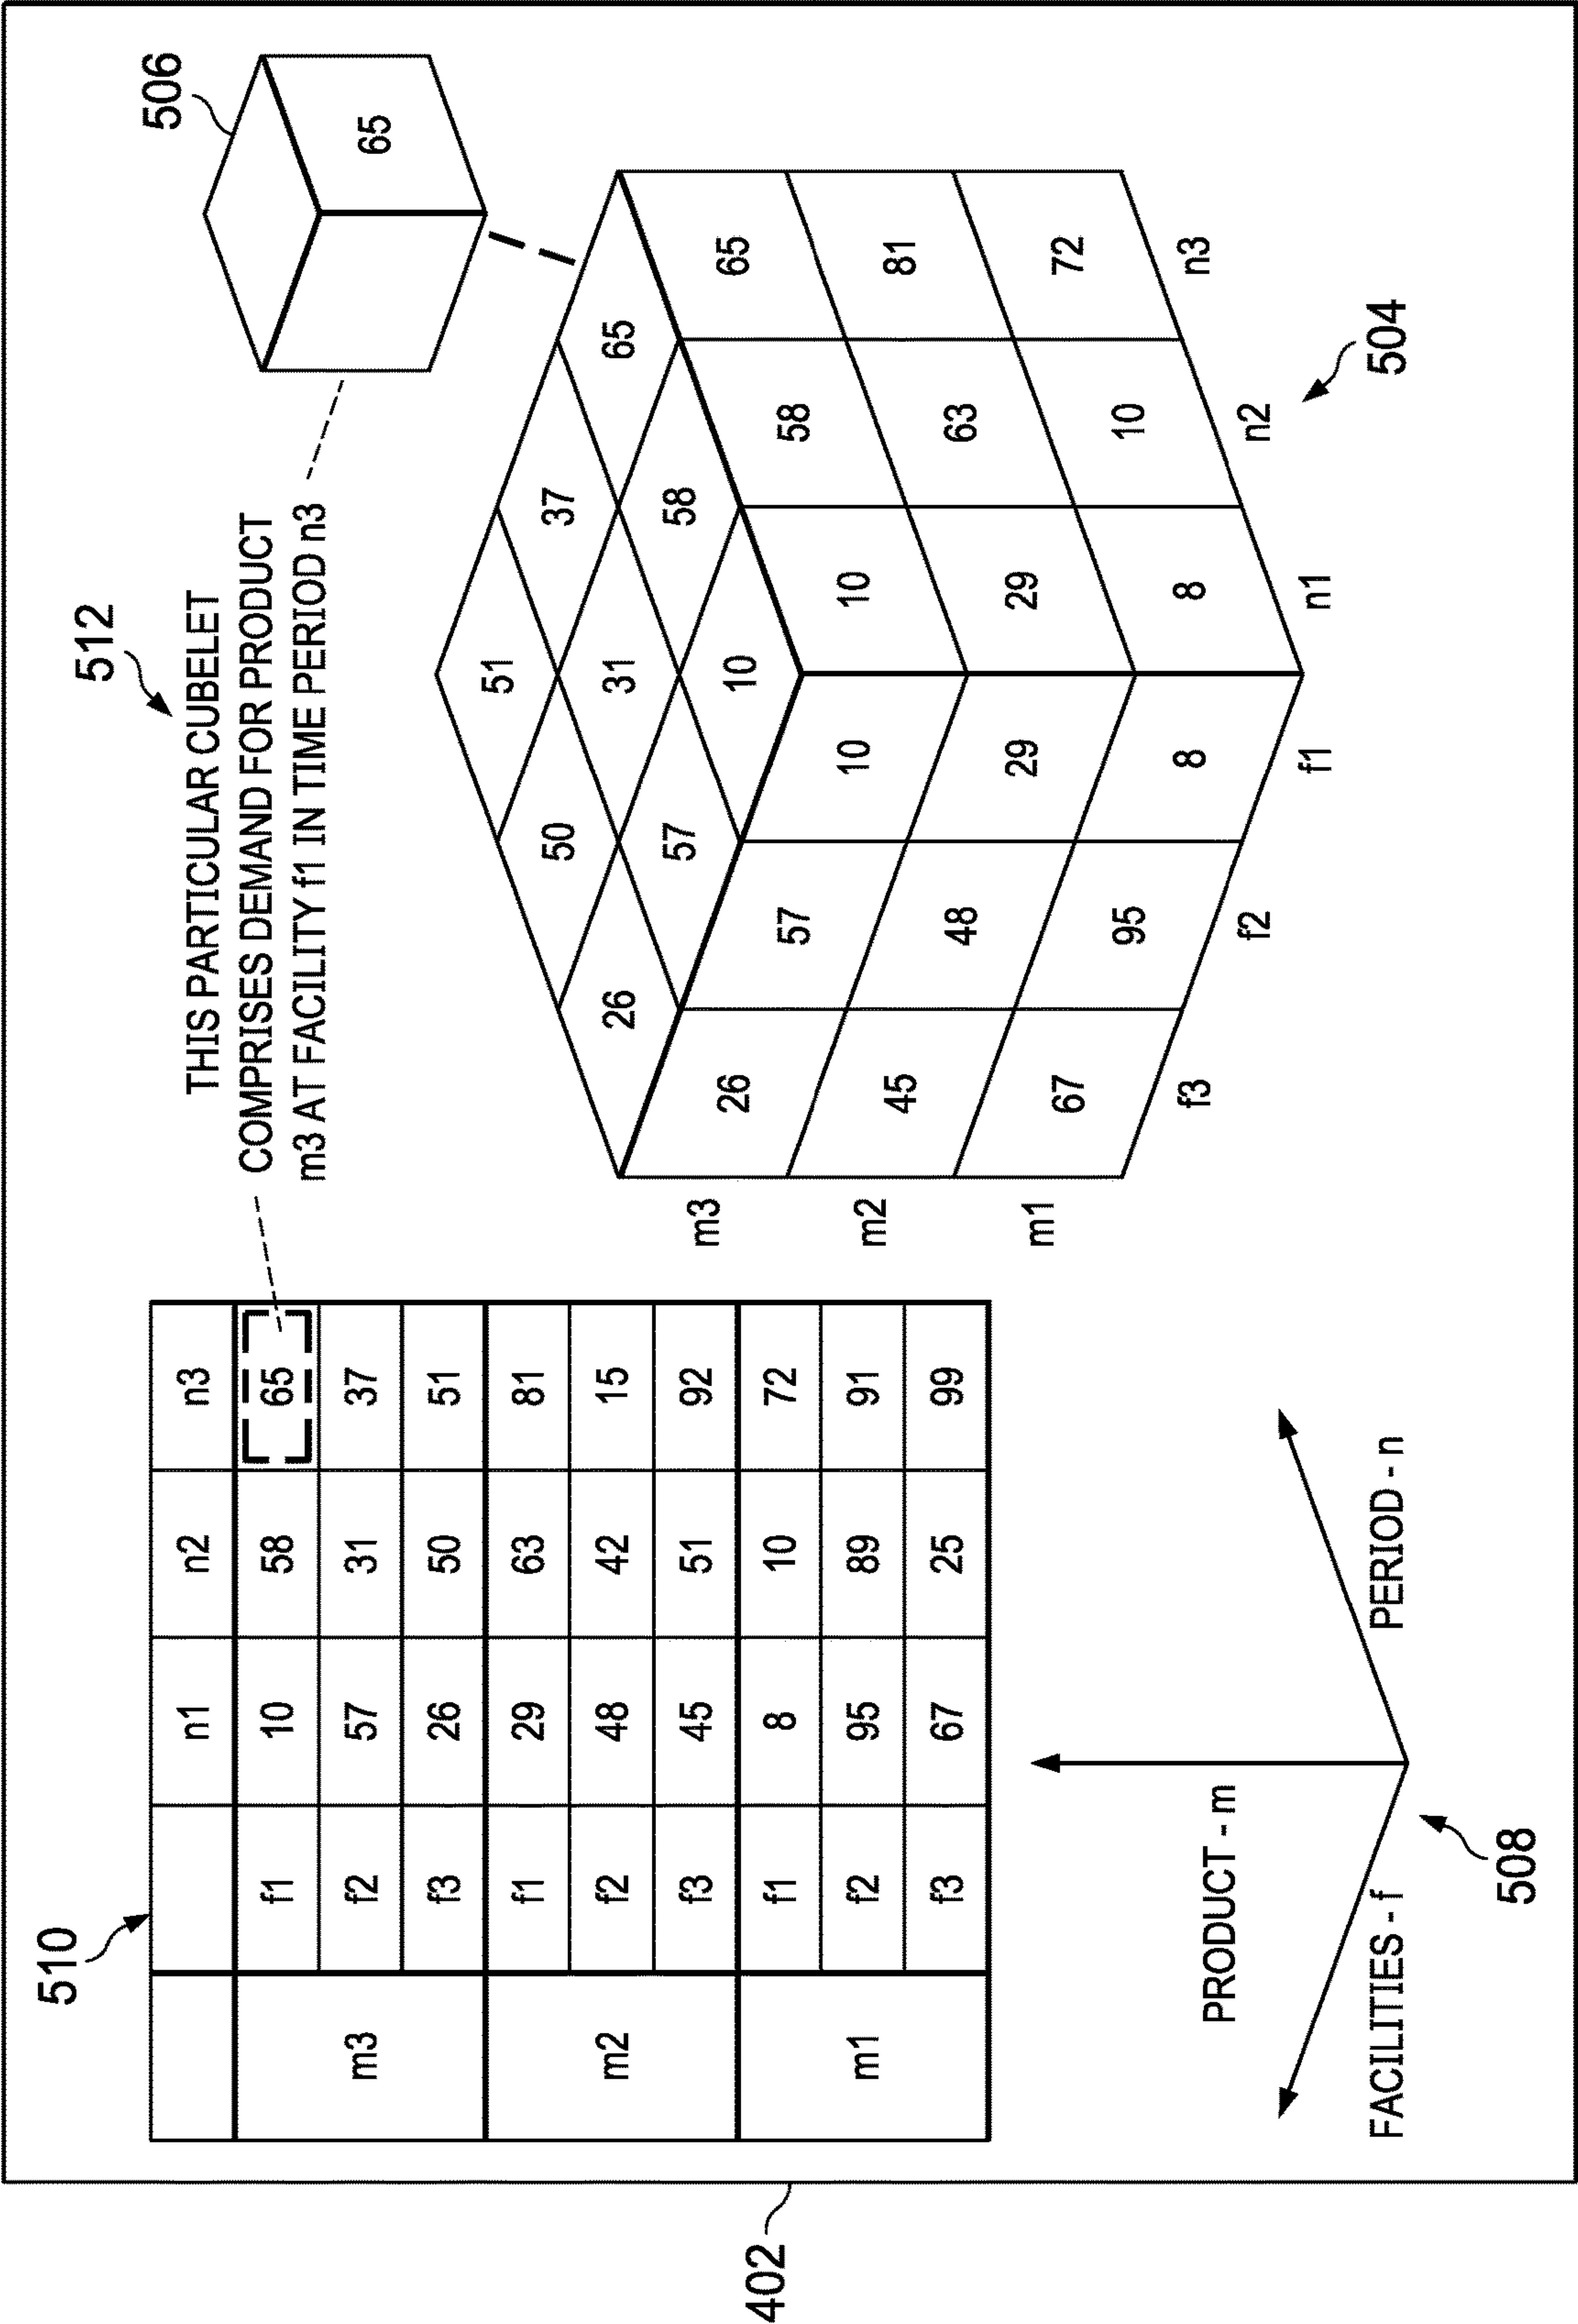 510
n1 n2 n3
m3 f1 10 58 65
f2 57 31 37
f3 26 50 51
m2 f1 29 63 81
f2 48 42 15
f3 45 51 92
m1 f1 8 10 72
f2 95 89 91
f3 67 25 99
512
THIS PARTICULAR CUBELET
COMPRISES DEMAND FOR PRODUCT
m3 AT FACILITY f1 IN TIME PERIOD n3
506
65
51
50 37
26 31 65
57 58
10
m3 26 57 10 10 58 65
m2 45 48 29 29 63 81
m1 67 95 8 8 10 72
f3 f2 f1 n1 n2 n3
504
PRODUCT - m
FACILITIES - f
PERIOD - n
508
402